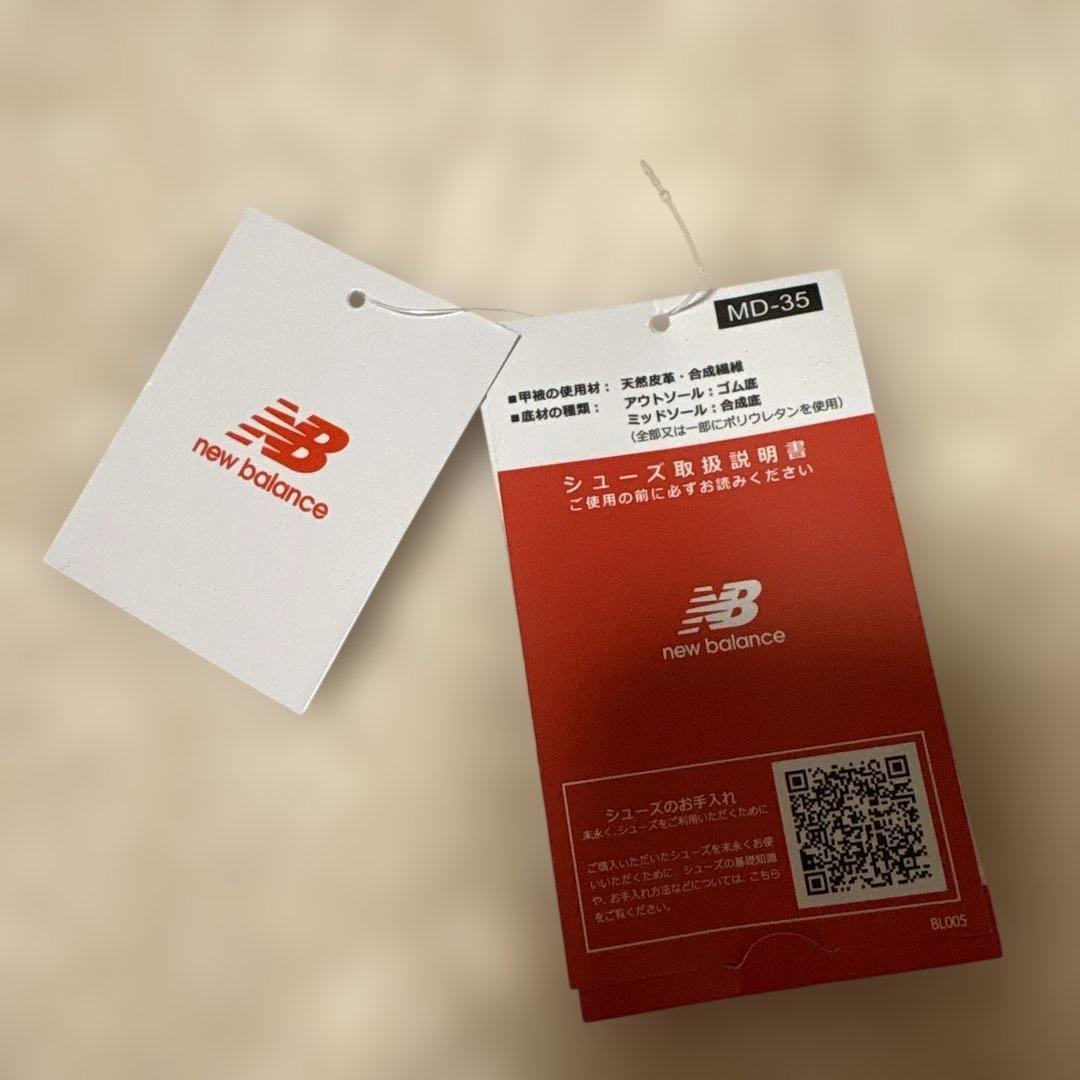 NB
new balance
MD-35
■甲被の使用材： 天然皮革・合成繊維
■底材の種類： アウトソール：ゴム底
ミッドソール：合成底
（全部又は一部にポリウレタンを使用）
シューズ取扱説明書
ご使用の前に必ずお読みください
NB
new balance
シューズのお手入れ
末永く、シューズをご利用いただくために
ご購入いただいたシューズを末永くお使
いいただくために、シューズの基礎知識
や、お手入れ方法などについては、こちら
をご覧ください。
BL005